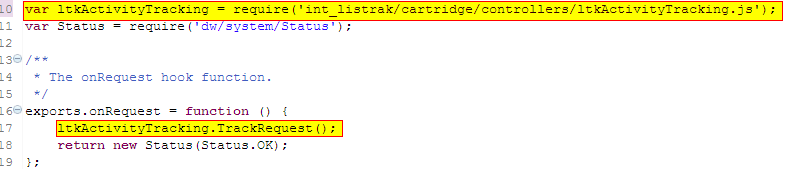 10 var ltkActivityTracking = require('int_listrak/cartridge/controllers/ltkActivityTracking.js');
11 var Status = require('dw/system/Status');
12
13 /**
14  * The onRequest hook function.
15  */
16 exports.onRequest = function () {
17     ltkActivityTracking.TrackRequest();
18     return new Status(Status.OK);
19 };